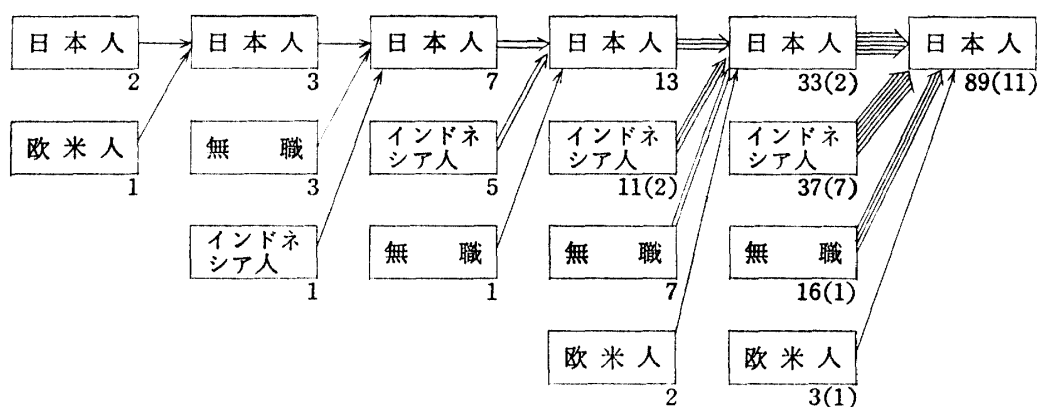 日本人 日本人 日本人 日本人 日本人 日本人
2 3 7 13 33(2) 89(11)
欧米人 無職 インドネシア人 インドネシア人 インドネシア人
1 3 5 11(2) 37(7)
インドネシア人 無職 無職 無職
1 1 7 16(1)
欧米人 欧米人
2 3(1)